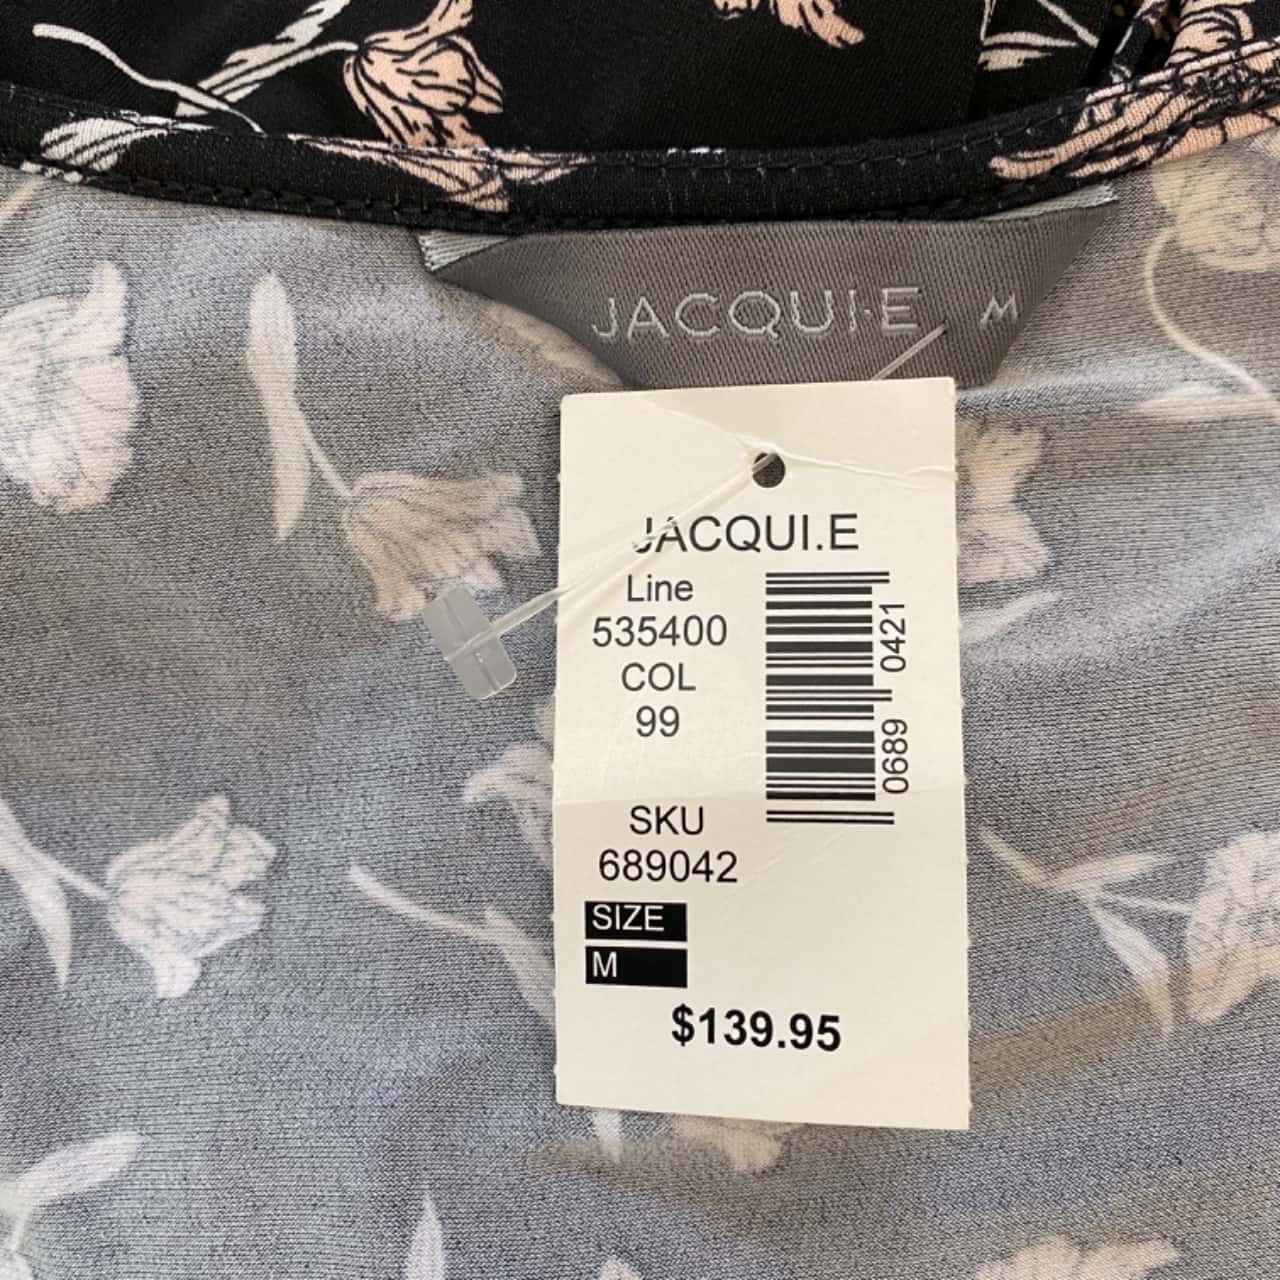 JACQUI·E M
JACQUI.E
Line
535400
COL
99
0689 0421
SKU
689042
SIZE
M
$139.95